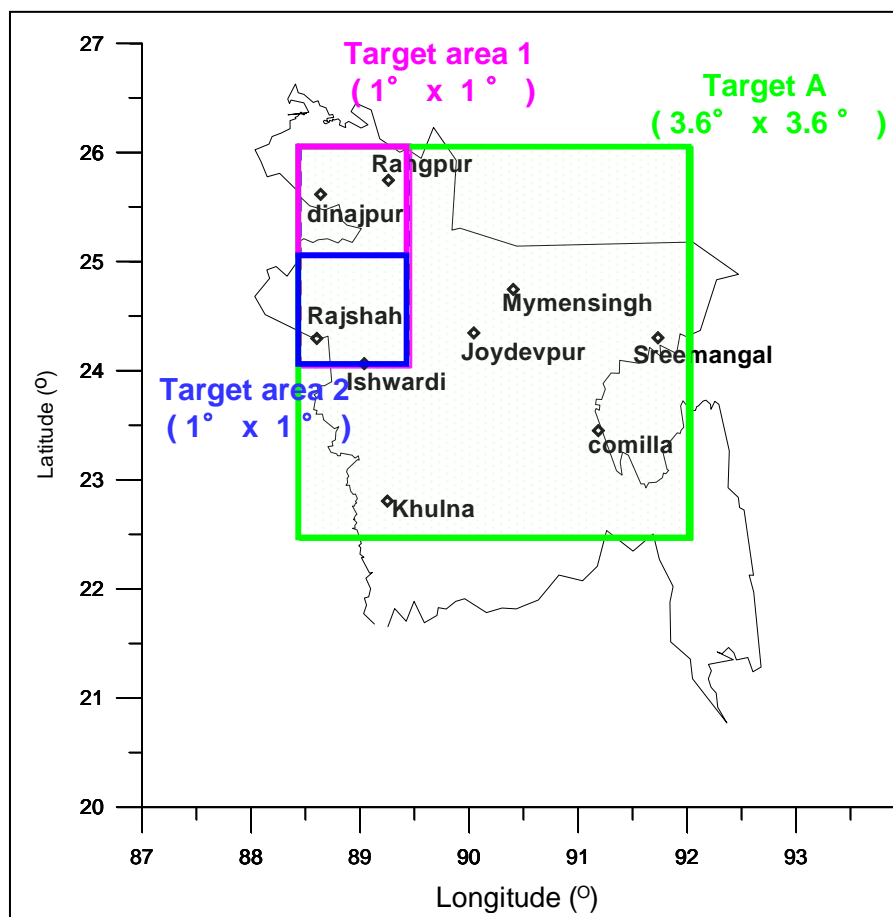 Target area 1
( 1° x 1° )
Target A
( 3.6° x 3.6° )
27
26
25
24
23
22
21
20
Rangpur
dinajpur
Mymensingh
Rajshah
Joydevpur
Sreemangal
Ishwardi
Target area 2
( 1° x 1° )
comilla
Khulna
Latitude (O)
87
88
89
90
91
92
93
Longitude (O)